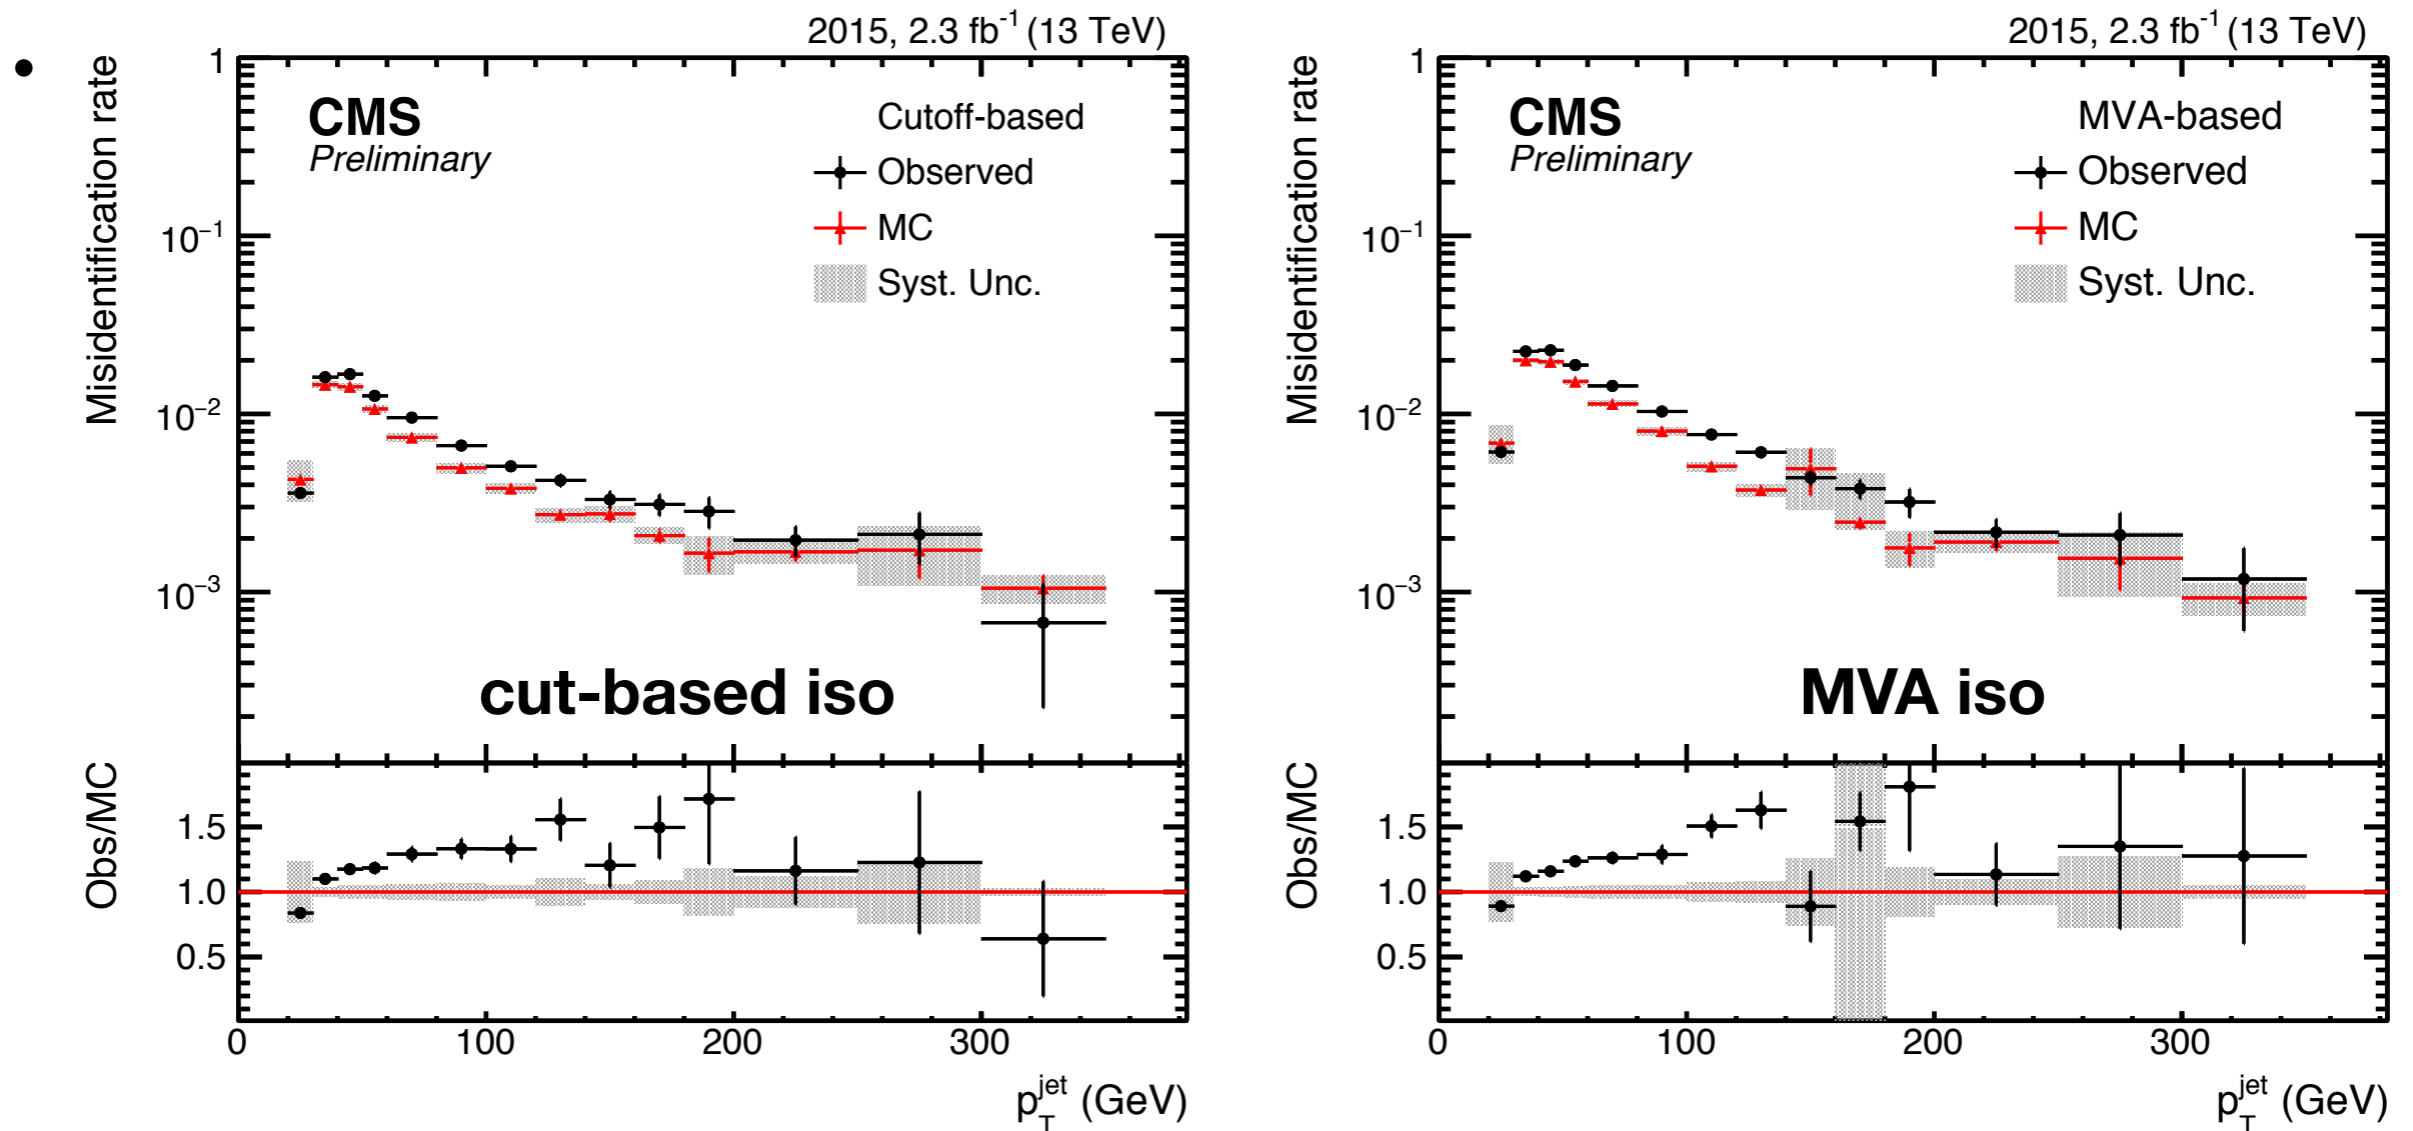 •
2015, 2.3 fb⁻¹ (13 TeV)
Misidentification rate
1
10⁻¹
10⁻²
10⁻³
CMS
Preliminary
Cutoff-based
Observed
MC
Syst. Unc.
cut-based iso
Obs/MC
1.5
1.0
0.5
0 100 200 300
p_T^jet (GeV)
2015, 2.3 fb⁻¹ (13 TeV)
Misidentification rate
1
10⁻¹
10⁻²
10⁻³
CMS
Preliminary
MVA-based
Observed
MC
Syst. Unc.
MVA iso
Obs/MC
1.5
1.0
0.5
0 100 200 300
p_T^jet (GeV)